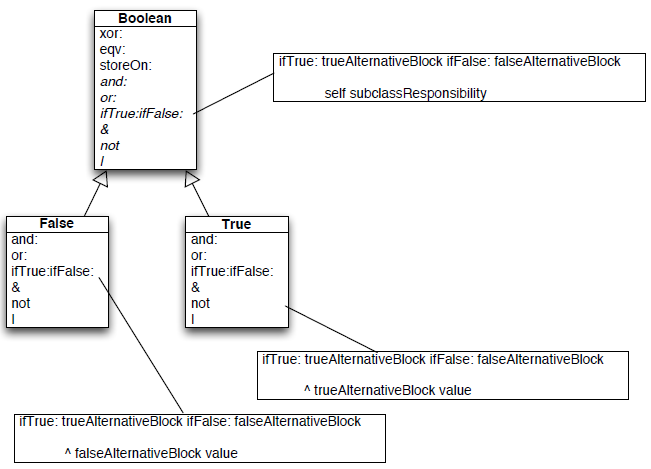 Boolean
xor:
eqv:
storeOn:
and:
or:
ifTrue:ifFalse:
&
not
|
ifTrue: trueAlternativeBlock ifFalse: falseAlternativeBlock
self subclassResponsibility
False
and:
or:
ifTrue:ifFalse:
&
not
|
True
and:
or:
ifTrue:ifFalse:
&
not
|
ifTrue: trueAlternativeBlock ifFalse: falseAlternativeBlock
^ trueAlternativeBlock value
ifTrue: trueAlternativeBlock ifFalse: falseAlternativeBlock
^ falseAlternativeBlock value